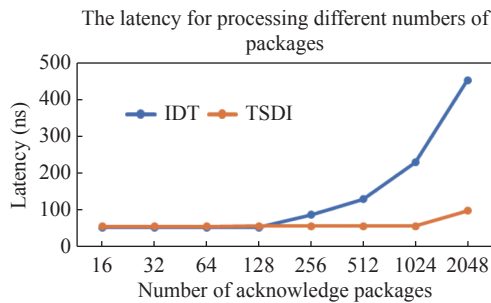 The latency for processing different numbers of
packages
500
400
300
200
100
0
Latency (ns)
IDT TSDI
16 32 64 128 256 512 1024 2048
Number of acknowledge packages